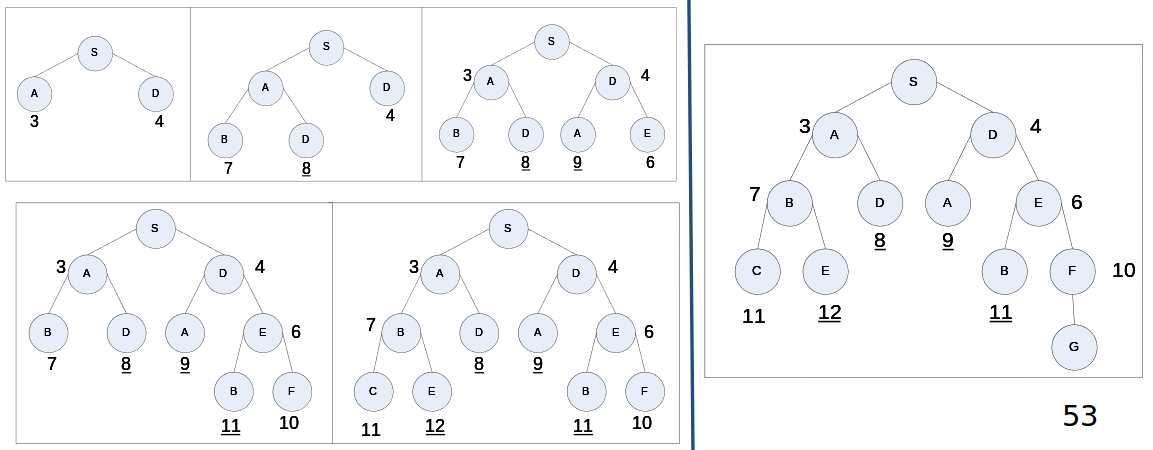 S
A D
3 4
S
A D
B D 4
7 8
S
3 A D 4
B D A E
7 8 9 6
S
3 A D 4
B D A E 6
7 8 9
B F
11 10
S
3 A D 4
7 B D A E 6
8 9
C E B F
11 12 11 10
S
3 A D 4
7 B D A E 6
8 9
C E B F 10
11 12 11
G
53